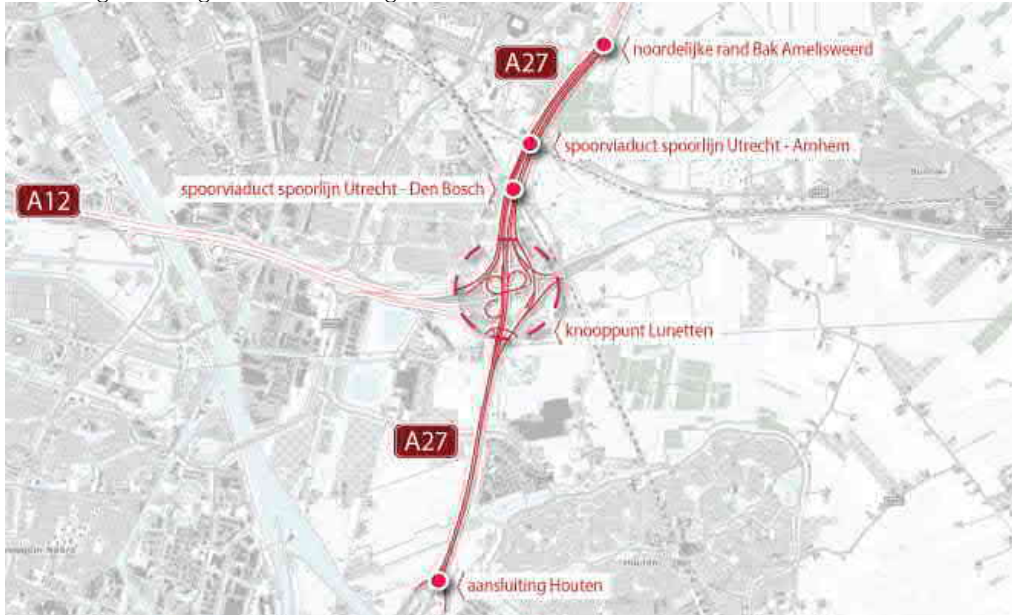 noordelijke rand Bak Amelisweerd
A27
spoorviaduct spoorlijn Utrecht - Arnhem
spoorviaduct spoorlijn Utrecht - Den Bosch
A12
knooppunt Lunetten
A27
aansluiting Houten
Houten